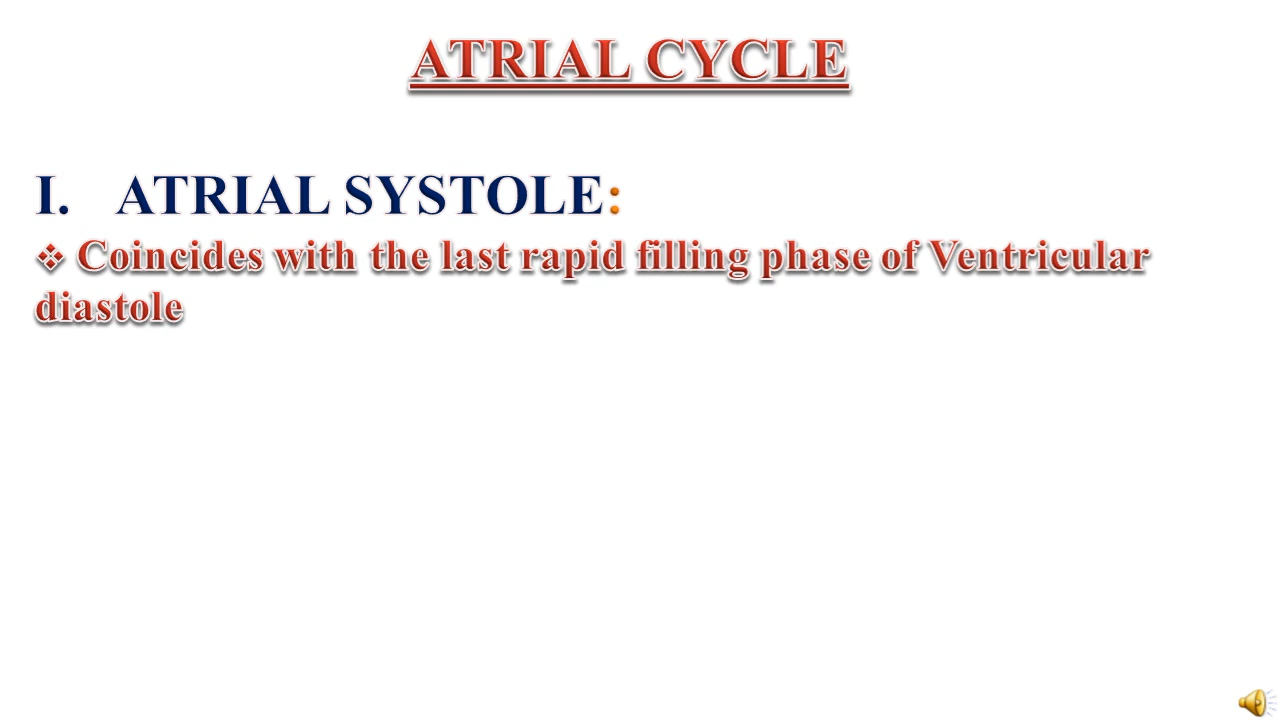 ATRIAL CYCLE
I. ATRIAL SYSTOLE:
❖ Coincides with the last rapid filling phase of Ventricular
diastole